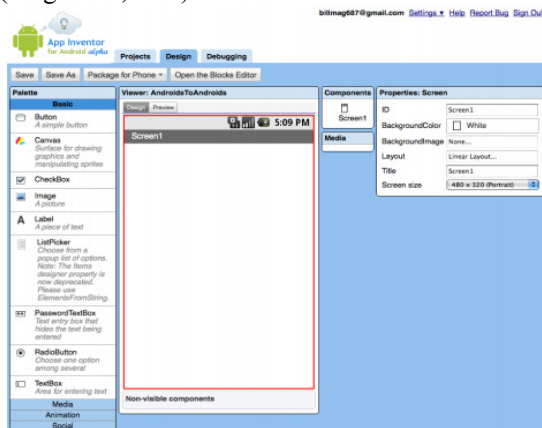 billmag687@gmail.com Settings ▾ Help Report Bug Sign Out
App Inventor
for Android alpha
Projects Design Debugging
Save Save As Package for Phone ▾ Open the Blocks Editor
Palette
Basic
Button
A simple button
Canvas
Surface for drawing
graphics and
manipulating sprites
CheckBox
Image
A picture
A Label
A piece of text
ListPicker
Choose from a
popup list of options.
Note: The Items
designer property is
now deprecated.
Please use
ElementsFromString.
PasswordTextBox
Text entry box that
hides the text being
entered
RadioButton
Choose one option
among several
TextBox
Area for entering text
Media
Animation
Social
Viewer: AndroidsToAndroids
Design Preview
5:09 PM
Screen1
Non-visible components
Components
Screen1
Media
Properties: Screen
ID Screen1
BackgroundColor White
BackgroundImage None...
Layout Linear Layout...
Title Screen1
Screen size 480 x 320 (Portrait)